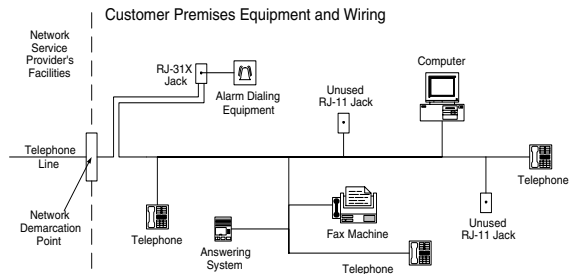 Customer Premises Equipment and Wiring
Network
Service
Provider's
Facilities
RJ-31X
Jack
Alarm Dialing
Equipment
Unused
RJ-11 Jack
Computer
Telephone
Line
Network
Demarcation
Point
Telephone
Answering
System
Fax Machine
Telephone
Unused
RJ-11 Jack
Telephone